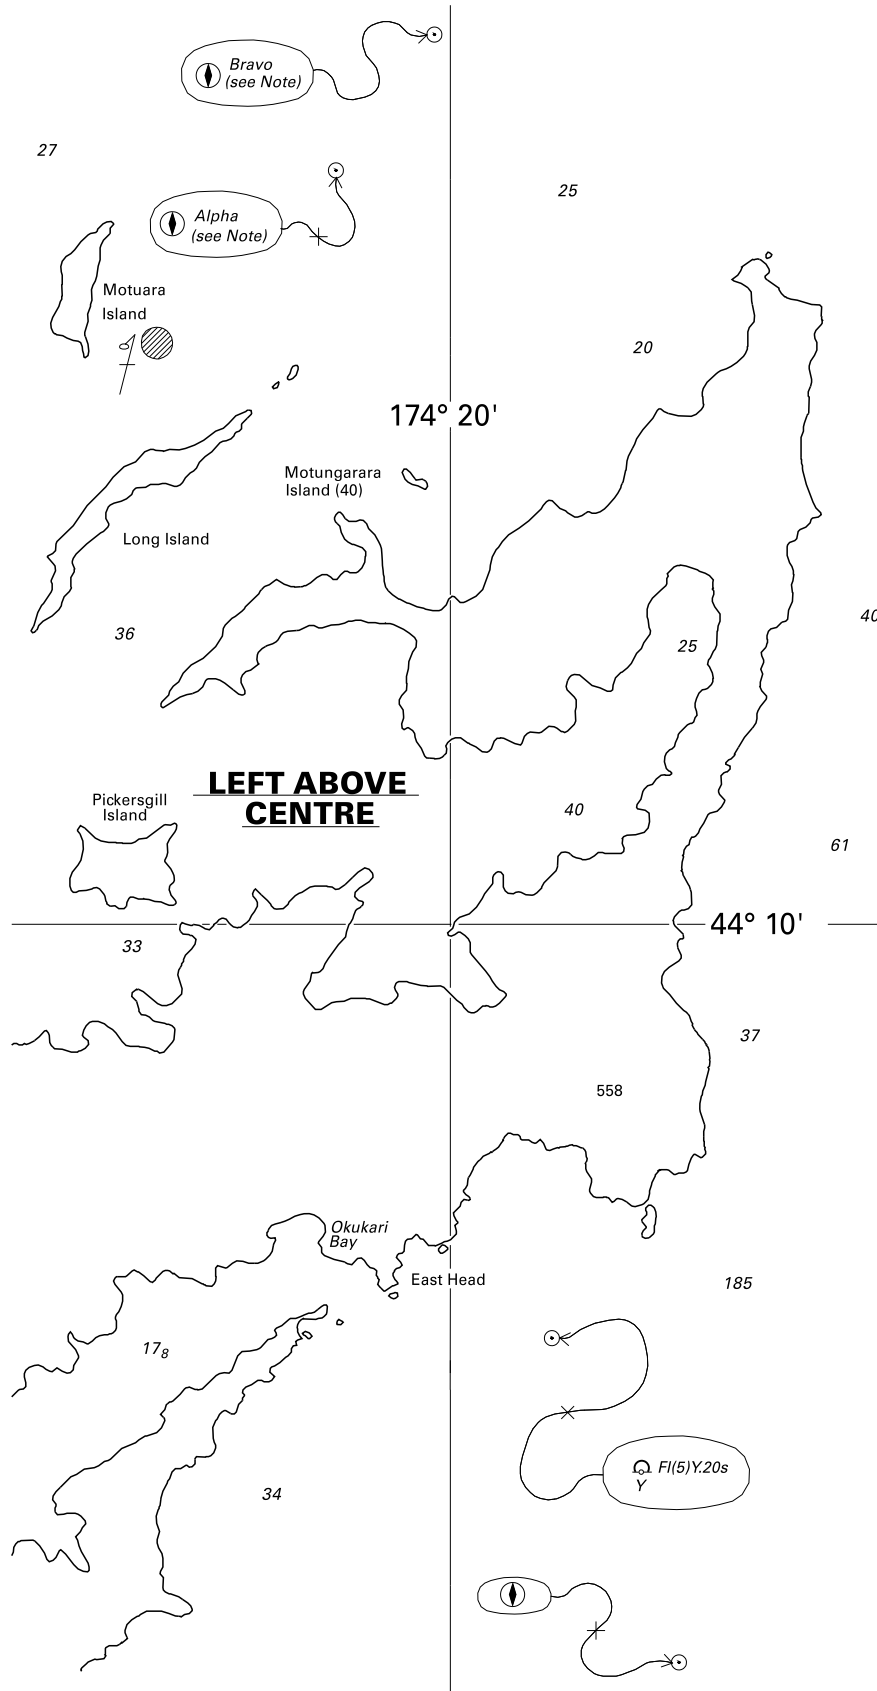 Bravo
(see Note)
27
Alpha
(see Note)
25
Motuara
Island
20
174° 20'
Motungarara
Island (40)
Long Island
36
40
25
LEFT ABOVE
CENTRE
Pickersgill
Island
40
61
44° 10'
33
37
558
Okukari
Bay
East Head
185
17₈
Fl(5)Y.20s
Y
34